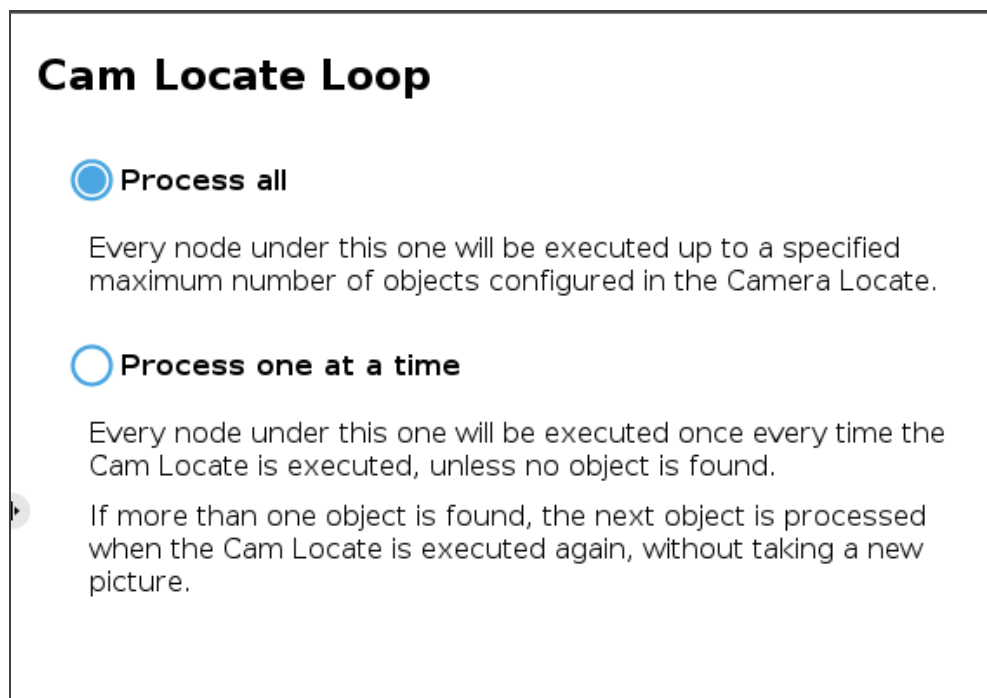 Cam Locate Loop
Process all
Every node under this one will be executed up to a specified
maximum number of objects configured in the Camera Locate.
Process one at a time
Every node under this one will be executed once every time the
Cam Locate is executed, unless no object is found.
If more than one object is found, the next object is processed
when the Cam Locate is executed again, without taking a new
picture.